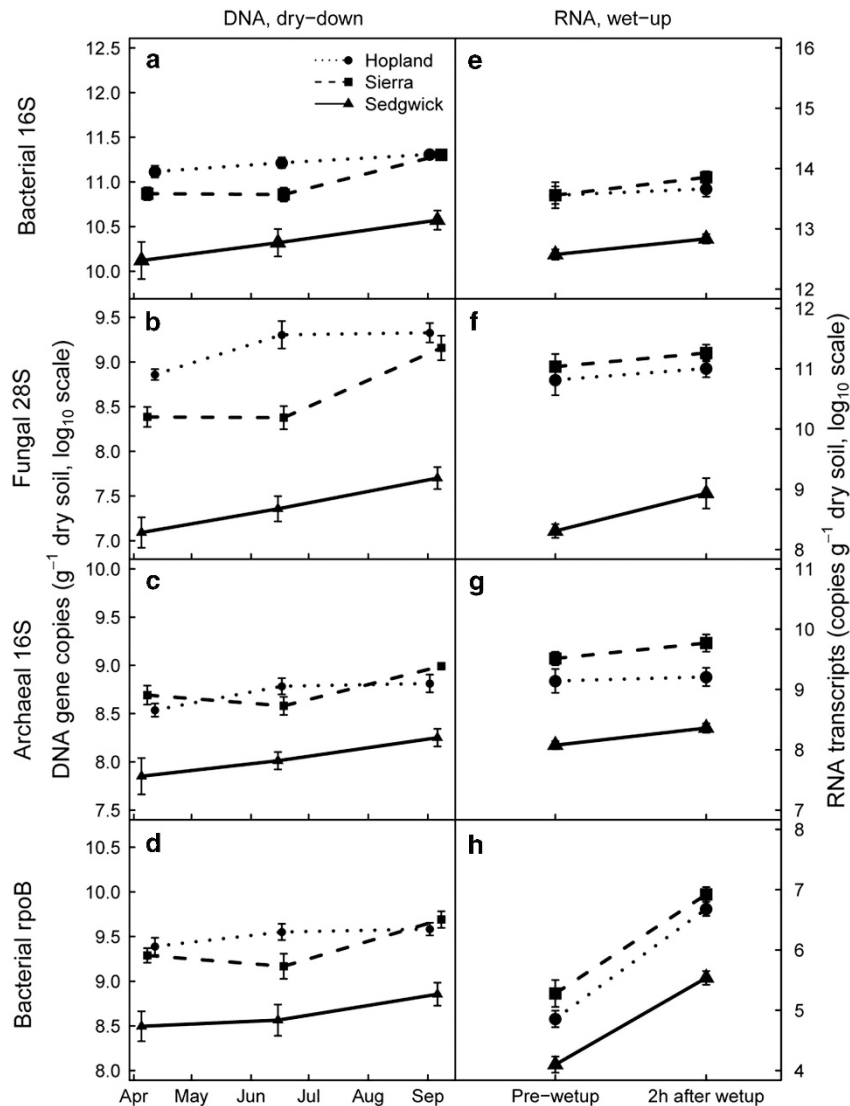 DNA, dry-down
RNA, wet-up
Bacterial 16S
Fungal 28S
Archaeal 16S
Bacterial rpoB
DNA gene copies (g⁻¹ dry soil, log₁₀ scale)
RNA transcripts (copies g⁻¹ dry soil, log₁₀ scale)
a
Hopland
Sierra
Sedgwick
12.5
12.0
11.5
11.0
10.5
10.0
e
16
15
14
13
12
b
9.5
9.0
8.5
8.0
7.5
7.0
f
12
11
10
9
8
c
10.0
9.5
9.0
8.5
8.0
7.5
g
11
10
9
8
7
d
10.5
10.0
9.5
9.0
8.5
8.0
h
8
7
6
5
4
Apr May Jun Jul Aug Sep
Pre-wetup 2h after wetup